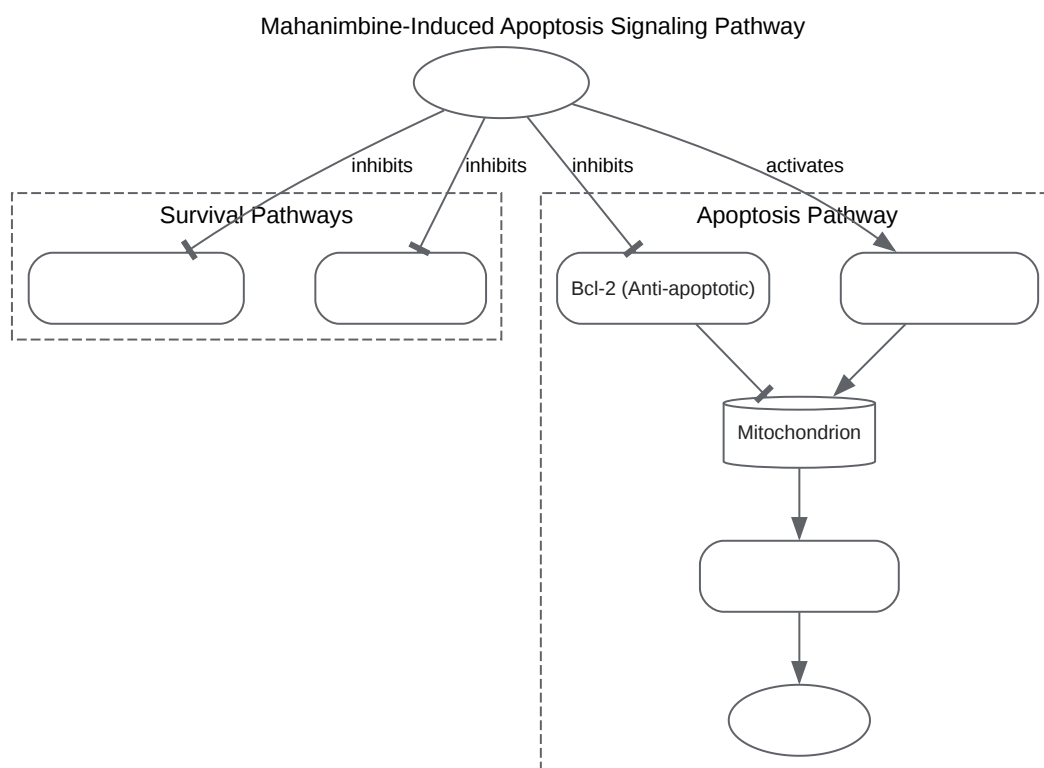 Mahanimbine-Induced Apoptosis Signaling Pathway
inhibits
inhibits
inhibits
activates
Survival Pathways
Apoptosis Pathway
Bcl-2 (Anti-apoptotic)
Mitochondrion